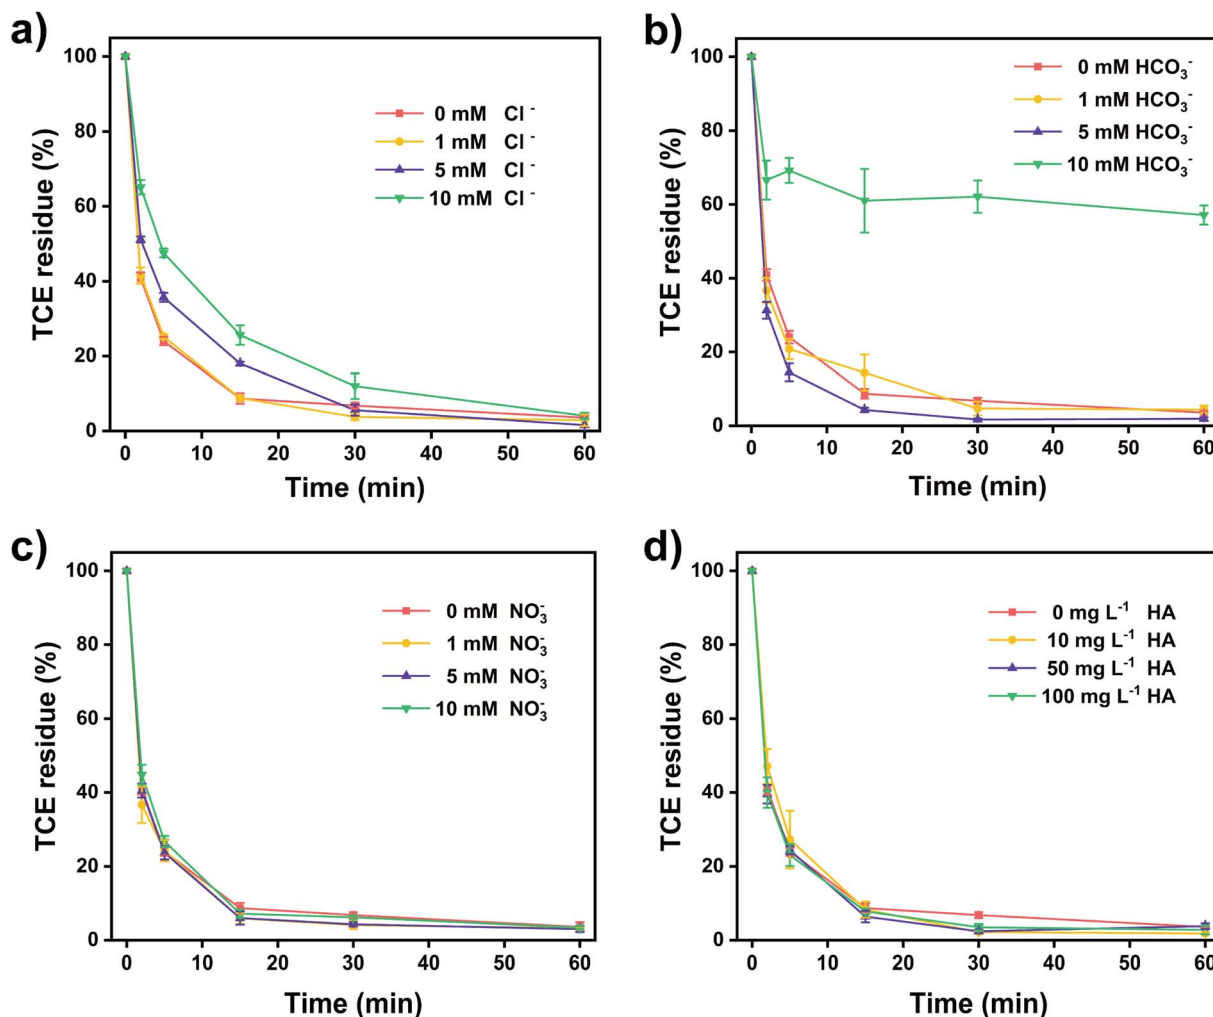 a)
TCE residue (%)
100
80
60
40
20
0
0 mM Cl⁻
1 mM Cl⁻
5 mM Cl⁻
10 mM Cl⁻
0 10 20 30 40 50 60
Time (min)
b)
TCE residue (%)
100
80
60
40
20
0
0 mM HCO₃⁻
1 mM HCO₃⁻
5 mM HCO₃⁻
10 mM HCO₃⁻
0 10 20 30 40 50 60
Time (min)
c)
TCE residue (%)
100
80
60
40
20
0
0 mM NO₃⁻
1 mM NO₃⁻
5 mM NO₃⁻
10 mM NO₃⁻
0 10 20 30 40 50 60
Time (min)
d)
TCE residue (%)
100
80
60
40
20
0
0 mg L⁻¹ HA
10 mg L⁻¹ HA
50 mg L⁻¹ HA
100 mg L⁻¹ HA
0 10 20 30 40 50 60
Time (min)